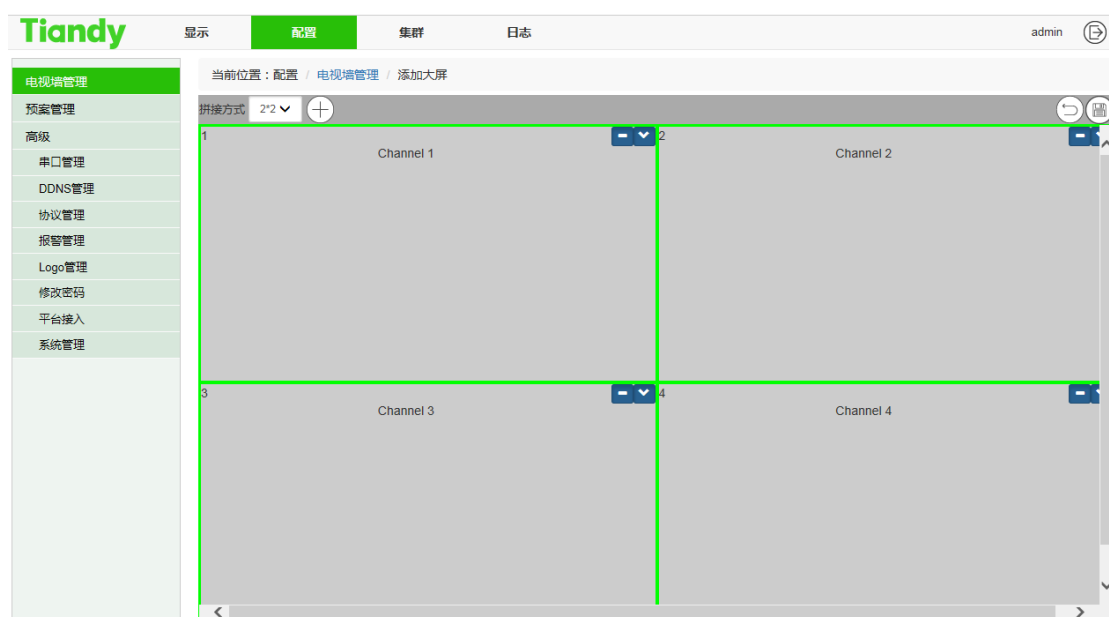 Tiandy 显示 配置 集群 日志 admin
电视墙管理
预案管理
高级
串口管理
DDNS管理
协议管理
报警管理
Logo管理
修改密码
平台接入
系统管理
当前位置：配置 / 电视墙管理 / 添加大屏
拼接方式 2*2
1 2
Channel 1 Channel 2
3 4
Channel 3 Channel 4